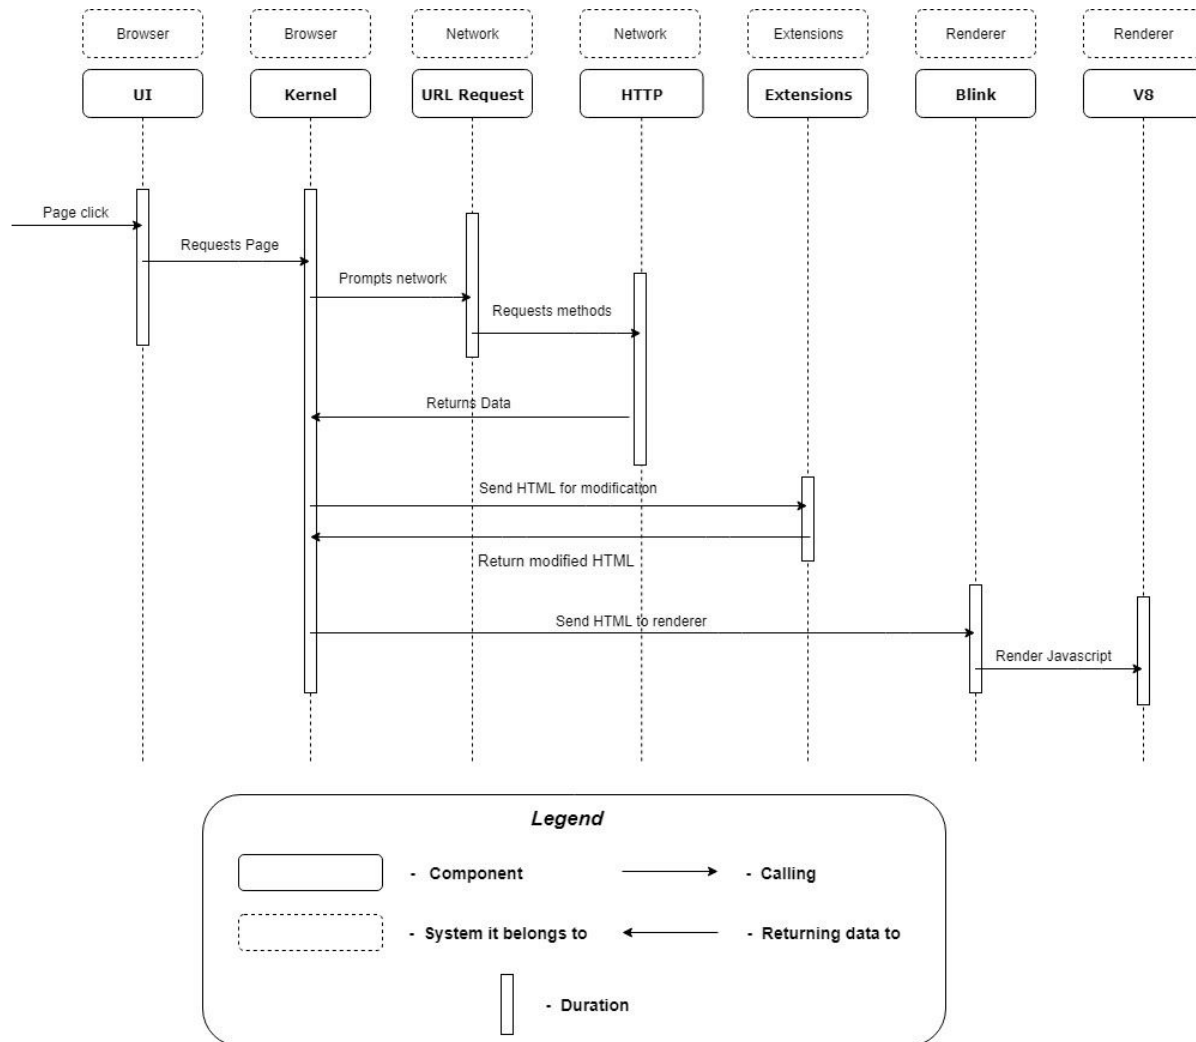 Browser
Browser
Network
Network
Extensions
Renderer
Renderer
UI
Kernel
URL Request
HTTP
Extensions
Blink
V8
Page click
Requests Page
Prompts network
Requests methods
Returns Data
Send HTML for modification
Return modified HTML
Send HTML to renderer
Render Javascript
Legend
- Component
- Calling
- System it belongs to
- Returning data to
- Duration